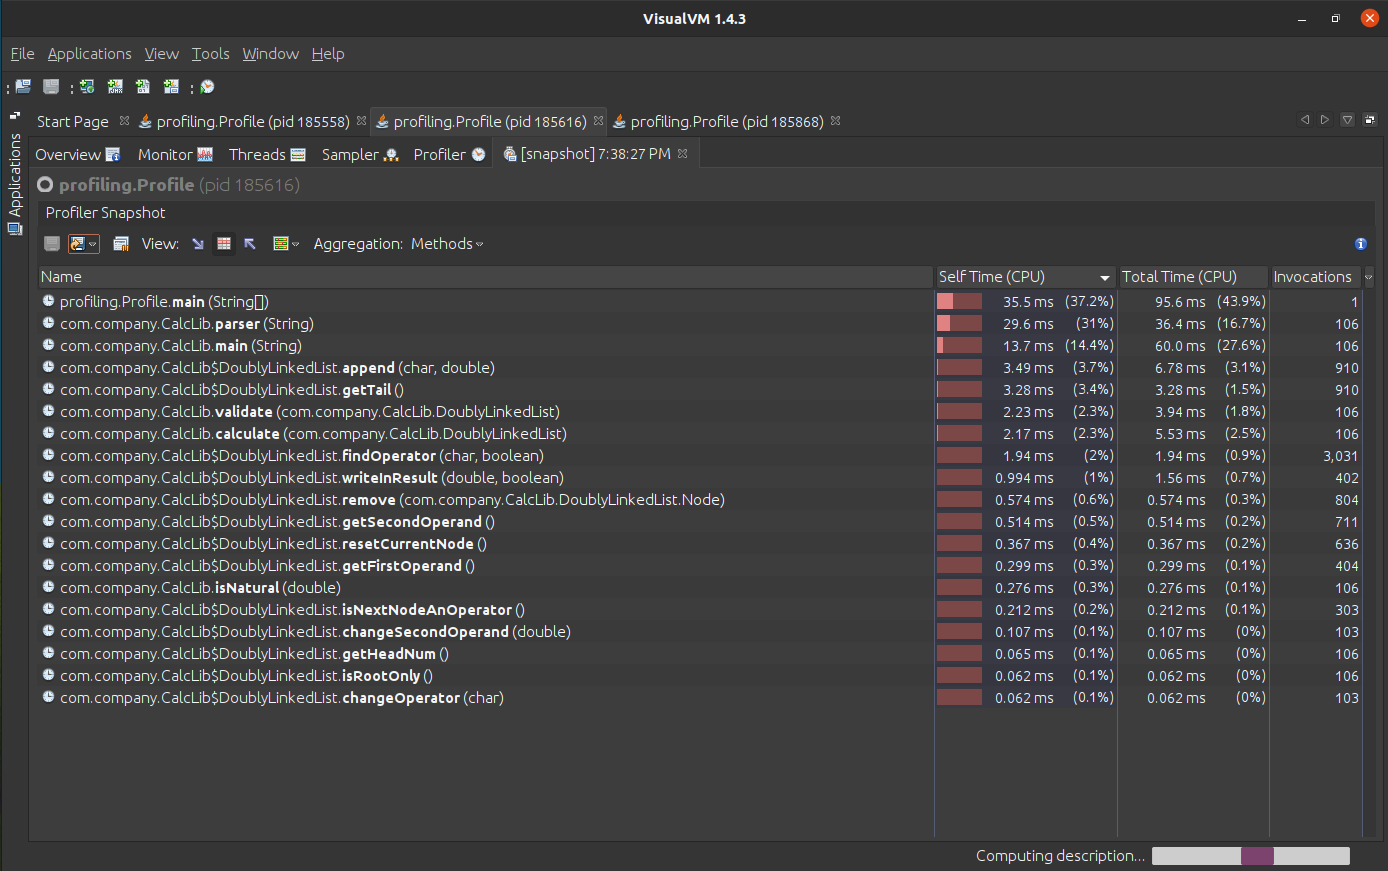 VisualVM 1.4.3
File Applications View Tools Window Help
Start Page profiling.Profile (pid 185558) profiling.Profile (pid 185616) profiling.Profile (pid 185868)
Applications
Overview Monitor Threads Sampler Profiler [snapshot] 7:38:27 PM
profiling.Profile (pid 185616)
Profiler Snapshot
View: Aggregation: Methods
Name Self Time (CPU) Total Time (CPU) Invocations
profiling.Profile.main (String[]) 35.5 ms (37.2%) 95.6 ms (43.9%) 1
com.company.CalcLib.parser (String) 29.6 ms (31%) 36.4 ms (16.7%) 106
com.company.CalcLib.main (String) 13.7 ms (14.4%) 60.0 ms (27.6%) 106
com.company.CalcLib$DoublyLinkedList.append (char, double) 3.49 ms (3.7%) 6.78 ms (3.1%) 910
com.company.CalcLib$DoublyLinkedList.getTail () 3.28 ms (3.4%) 3.28 ms (1.5%) 910
com.company.CalcLib.validate (com.company.CalcLib.DoublyLinkedList) 2.23 ms (2.3%) 3.94 ms (1.8%) 106
com.company.CalcLib.calculate (com.company.CalcLib.DoublyLinkedList) 2.17 ms (2.3%) 5.53 ms (2.5%) 106
com.company.CalcLib$DoublyLinkedList.findOperator (char, boolean) 1.94 ms (2%) 1.94 ms (0.9%) 3,031
com.company.CalcLib$DoublyLinkedList.writeInResult (double, boolean) 0.994 ms (1%) 1.56 ms (0.7%) 402
com.company.CalcLib$DoublyLinkedList.remove (com.company.CalcLib.DoublyLinkedList.Node) 0.574 ms (0.6%) 0.574 ms (0.3%) 804
com.company.CalcLib$DoublyLinkedList.getSecondOperand () 0.514 ms (0.5%) 0.514 ms (0.2%) 711
com.company.CalcLib$DoublyLinkedList.resetCurrentNode () 0.367 ms (0.4%) 0.367 ms (0.2%) 636
com.company.CalcLib$DoublyLinkedList.getFirstOperand () 0.299 ms (0.3%) 0.299 ms (0.1%) 404
com.company.CalcLib.isNatural (double) 0.276 ms (0.3%) 0.276 ms (0.1%) 106
com.company.CalcLib$DoublyLinkedList.isNextNodeAnOperator () 0.212 ms (0.2%) 0.212 ms (0.1%) 303
com.company.CalcLib$DoublyLinkedList.changeSecondOperand (double) 0.107 ms (0.1%) 0.107 ms (0%) 103
com.company.CalcLib$DoublyLinkedList.getHeadNum () 0.065 ms (0.1%) 0.065 ms (0%) 106
com.company.CalcLib$DoublyLinkedList.isRootOnly () 0.062 ms (0.1%) 0.062 ms (0%) 106
com.company.CalcLib$DoublyLinkedList.changeOperator (char) 0.062 ms (0.1%) 0.062 ms (0%) 103
Computing description...